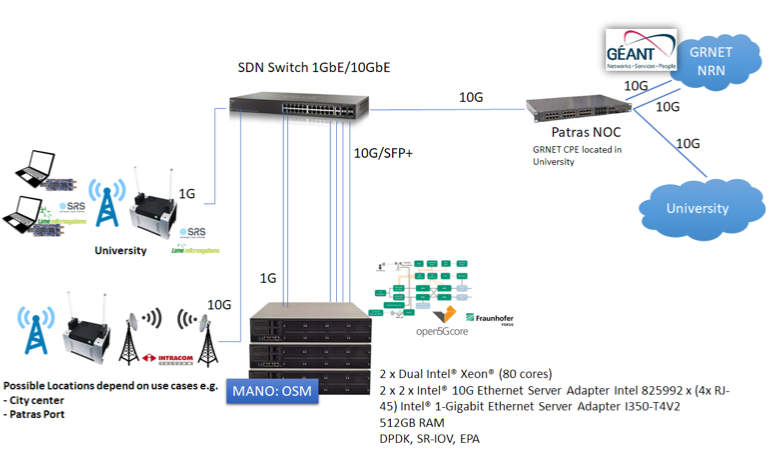 GÉANT
Networks • Services • People
GRNET
NRN
SDN Switch 1GbE/10GbE
10G
10G
10G
Patras NOC
GRNET CPE located in
University
10G
10G/SFP+
1G
SRS
Lime microsystems
SRS
Lime microsystems
University
University
1G
10G
open5Gcore
Fraunhofer
FOKUS
INTRACOM
TELECOM
2 x Dual Intel® Xeon® (80 cores)
2 x 2 x Intel® 10G Ethernet Server Adapter Intel 825992 x (4x RJ-
45) Intel® 1-Gigabit Ethernet Server Adapter I350-T4V2
512GB RAM
DPDK, SR-IOV, EPA
MANO: OSM
Possible Locations depend on use cases e.g.
- City center
- Patras Port